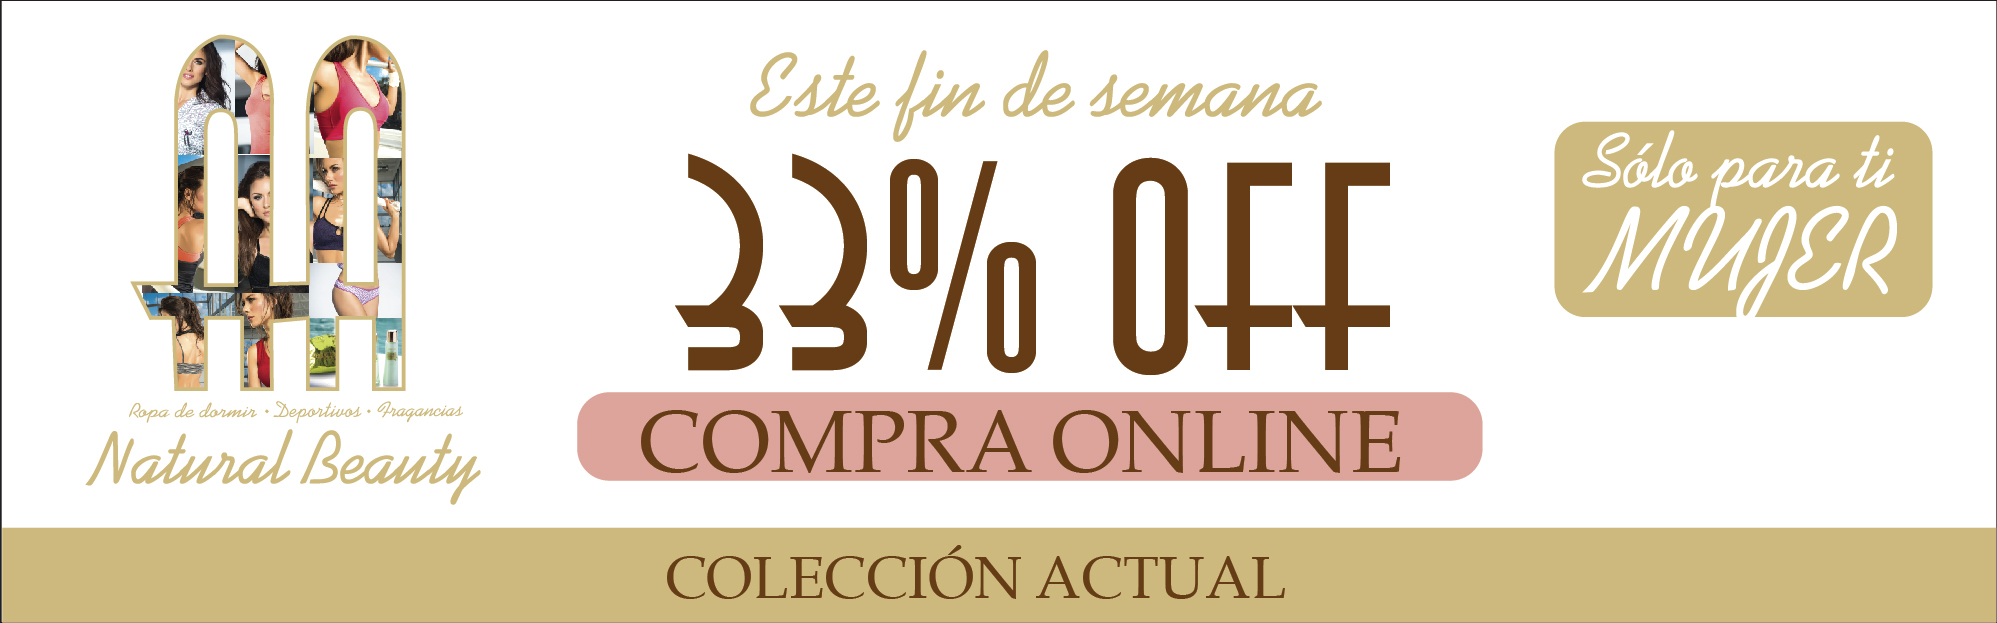 Este fin de semana
33% OFF
COMPRA ONLINE
Sólo para ti
MUJER
Ropa de dormir · Deportivos · Fragancias
Natural Beauty
COLECCIÓN ACTUAL